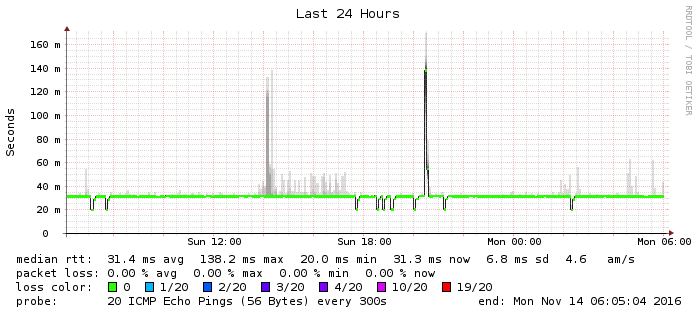 Last 24 Hours
RRDTOOL / TOBI OETIKER
Seconds
160 m
140 m
120 m
100 m
80 m
60 m
40 m
20 m
0
Sun 12:00 Sun 18:00 Mon 00:00 Mon 06:00
median rtt: 31.4 ms avg 138.2 ms max 20.0 ms min 31.3 ms now 6.8 ms sd 4.6 am/s
packet loss: 0.00 % avg 0.00 % max 0.00 % min 0.00 % now
loss color: 0 1/20 2/20 3/20 4/20 10/20 19/20
probe: 20 ICMP Echo Pings (56 Bytes) every 300s end: Mon Nov 14 06:05:04 2016